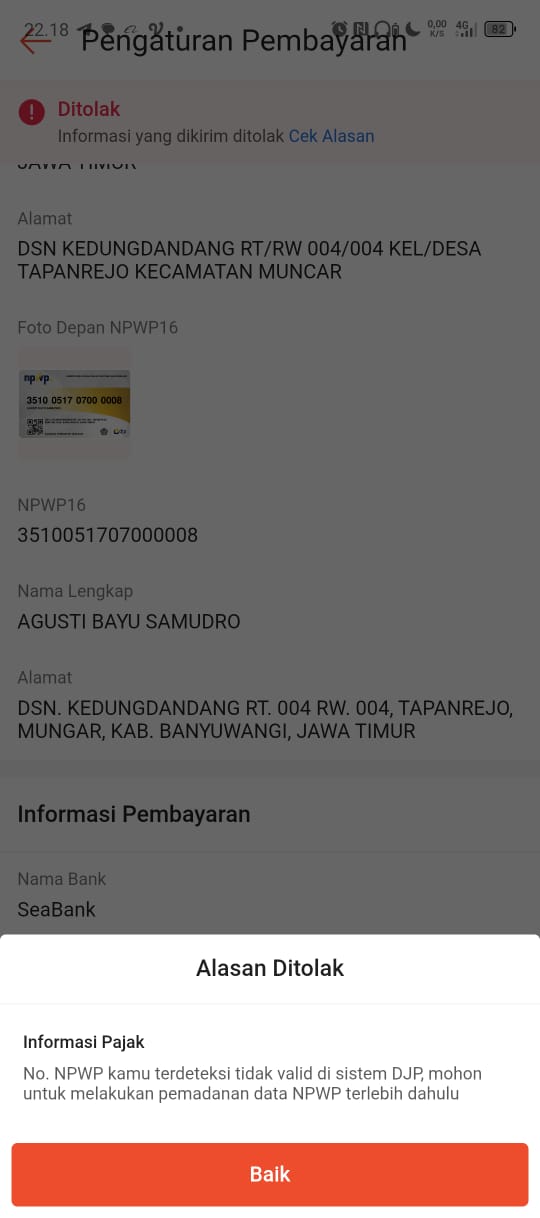 22.18
0,00
K/S
4G
82
Pengaturan Pembayaran
Ditolak
Informasi yang dikirim ditolak Cek Alasan
JAWA TIMUR
Alamat
DSN KEDUNGDANDANG RT/RW 004/004 KEL/DESA
TAPANREJO KECAMATAN MUNCAR
Foto Depan NPWP16
npwp
3510 0517 0700 0008
NPWP16
3510051707000008
Nama Lengkap
AGUSTI BAYU SAMUDRO
Alamat
DSN. KEDUNGDANDANG RT. 004 RW. 004, TAPANREJO,
MUNGAR, KAB. BANYUWANGI, JAWA TIMUR
Informasi Pembayaran
Nama Bank
SeaBank
Alasan Ditolak
Informasi Pajak
No. NPWP kamu terdeteksi tidak valid di sistem DJP, mohon
untuk melakukan pemadanan data NPWP terlebih dahulu
Baik